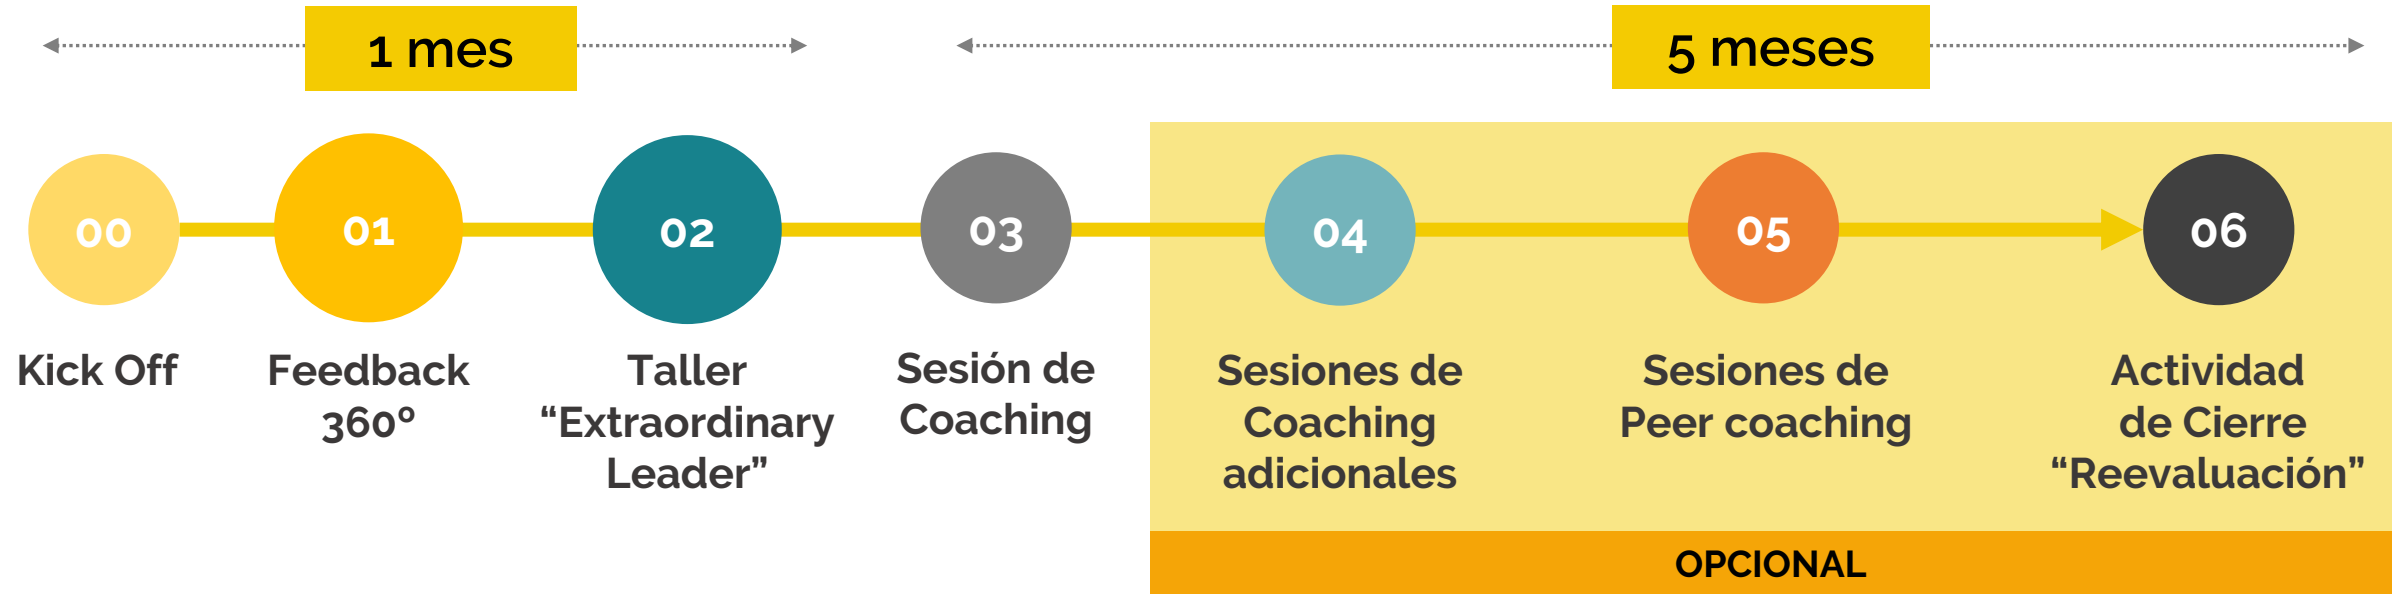 1 mes
5 meses
00
01
02
03
04
05
06
Kick Off
Feedback
360º
Taller
“Extraordinary
Leader”
Sesión de
Coaching
Sesiones de
Coaching
adicionales
Sesiones de
Peer coaching
Actividad
de Cierre
“Reevaluación”
OPCIONAL